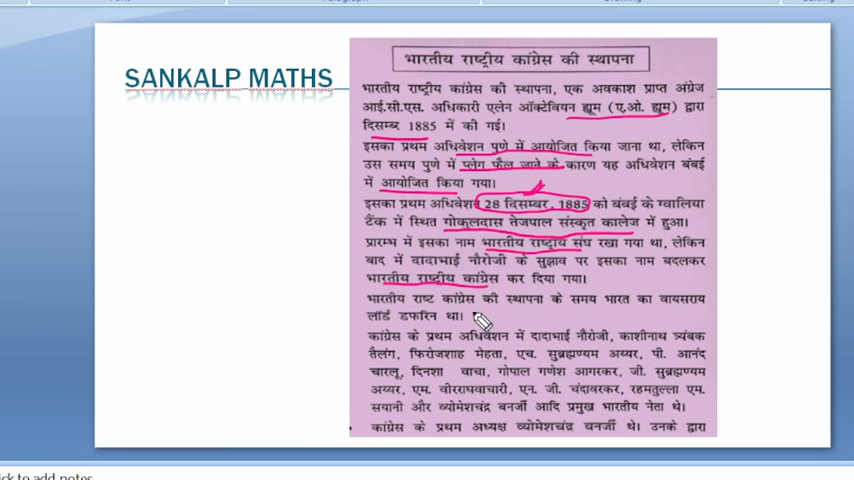 SANKALP MATHS
भारतीय राष्ट्रीय कांग्रेस की स्थापना
भारतीय राष्ट्रीय कांग्रेस की स्थापना, एक अवकाश प्राप्त अंग्रेज
आई.सी.एस. अधिकारी एलेन ऑक्टेवियन ह्यूम (ए.ओ. ह्यूम) द्वारा
दिसम्बर 1885 में की गई।
इसका प्रथम अधिवेशन पुणे में आयोजित किया जाना था, लेकिन
उस समय पुणे में प्लेग फैल जाने के कारण यह अधिवेशन बंबई
में आयोजित किया गया।
इसका प्रथम अधिवेशन 28 दिसम्बर, 1885 को बंबई के ग्वालिया
टैंक में स्थित गोकुलदास तेजपाल संस्कृत कालेज में हुआ।
प्रारम्भ में इसका नाम भारतीय राष्ट्रीय संघ रखा गया था, लेकिन
बाद में दादाभाई नौरोजी के सुझाव पर इसका नाम बदलकर
भारतीय राष्ट्रीय कांग्रेस कर दिया गया।
भारतीय राष्ट कांग्रेस की स्थापना के समय भारत का वायसराय
लॉर्ड डफरिन था।
कांग्रेस के प्रथम अधिवेशन में दादाभाई नौरोजी, काशीनाथ त्र्यंबक
तैलंग, फिरोजशाह मेहता, एच. सुब्रह्मण्यम अय्यर, पी. आनंद
चारलू, दिनशा वाचा, गोपाल गणेश आगरकर, जी. सुब्रह्मण्यम
अय्यर, एम. वीरराघवाचारी, एन. जी. चंदावरकर, रहमतुल्ला एम.
सयानी और व्योमेशचंद्र बनर्जी आदि प्रमुख भारतीय नेता थे।
कांग्रेस के प्रथम अध्यक्ष व्योमेशचंद्र बनर्जी थे। उनके द्वारा
to add notes